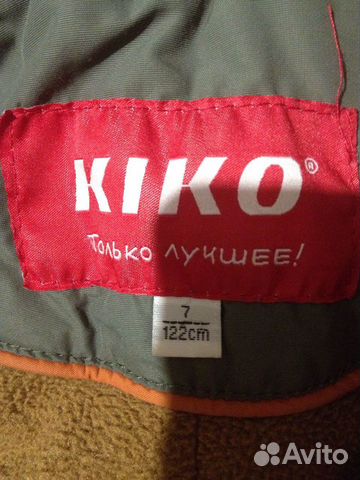 KIKO®
Только лучшее!
7
122cm
Avito